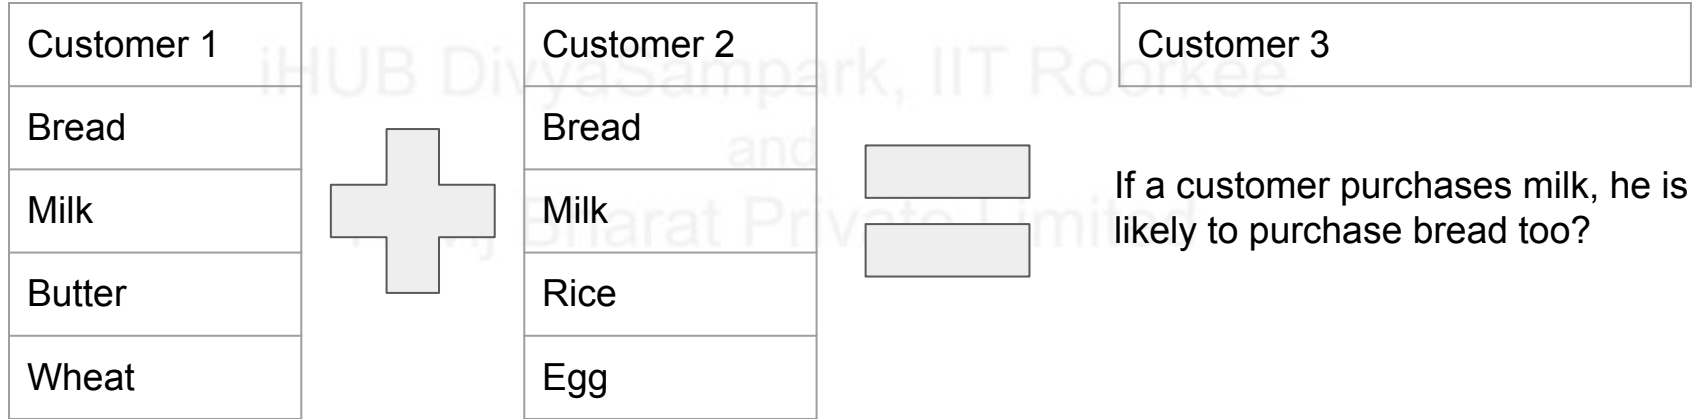 Customer 1
Bread
Milk
Butter
Wheat
Customer 2
Bread
Milk
Rice
Egg
Customer 3
If a customer purchases milk, he is
likely to purchase bread too?
iHUB DivyaSampark, IIT Roorkee
and
Bharat Private Limited